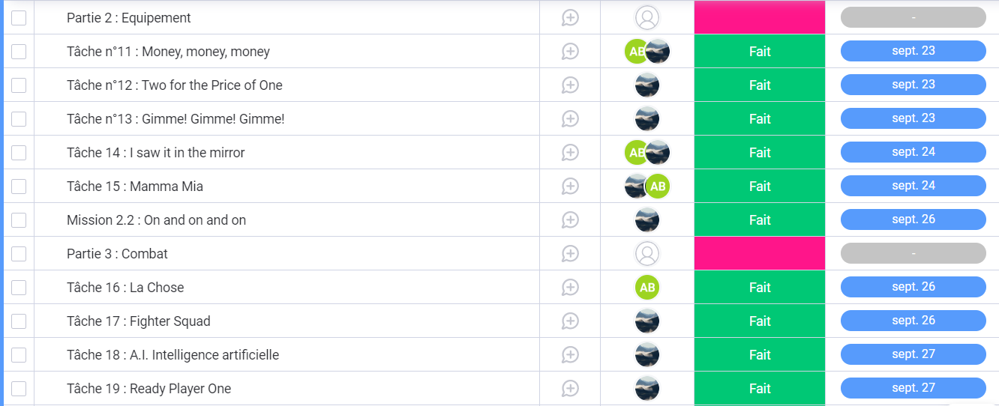 Partie 2 : Equipement -
Tâche n°11 : Money, money, money AB Fait sept. 23
Tâche n°12 : Two for the Price of One Fait sept. 23
Tâche n°13 : Gimme! Gimme! Gimme! Fait sept. 23
Tâche 14 : I saw it in the mirror AB Fait sept. 24
Tâche 15 : Mamma Mia AB Fait sept. 24
Mission 2.2 : On and on and on Fait sept. 26
Partie 3 : Combat -
Tâche 16 : La Chose AB Fait sept. 26
Tâche 17 : Fighter Squad Fait sept. 26
Tâche 18 : A.I. Intelligence artificielle Fait sept. 27
Tâche 19 : Ready Player One Fait sept. 27